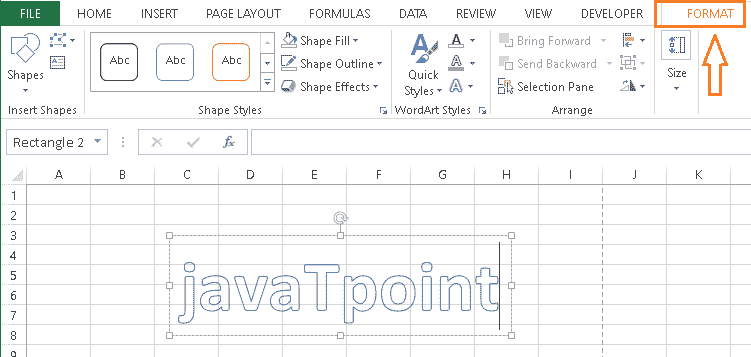 FILE HOME INSERT PAGE LAYOUT FORMULAS DATA REVIEW VIEW DEVELOPER FORMAT
Shapes
Insert Shapes
Abc Abc Abc
Shape Fill
Shape Outline
Shape Effects
Shape Styles
Quick
Styles
A
A
A
WordArt Styles
Bring Forward
Send Backward
Selection Pane
Arrange
Size
Rectangle 2 fx
A B C D E F G H I J K
1
2
3
4
5
6
7
8
9
javaTpoint